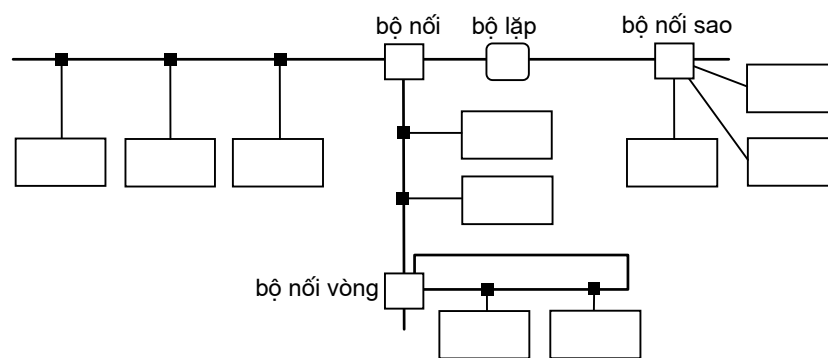 bộ nối
bộ lặp
bộ nối sao
bộ nối vòng